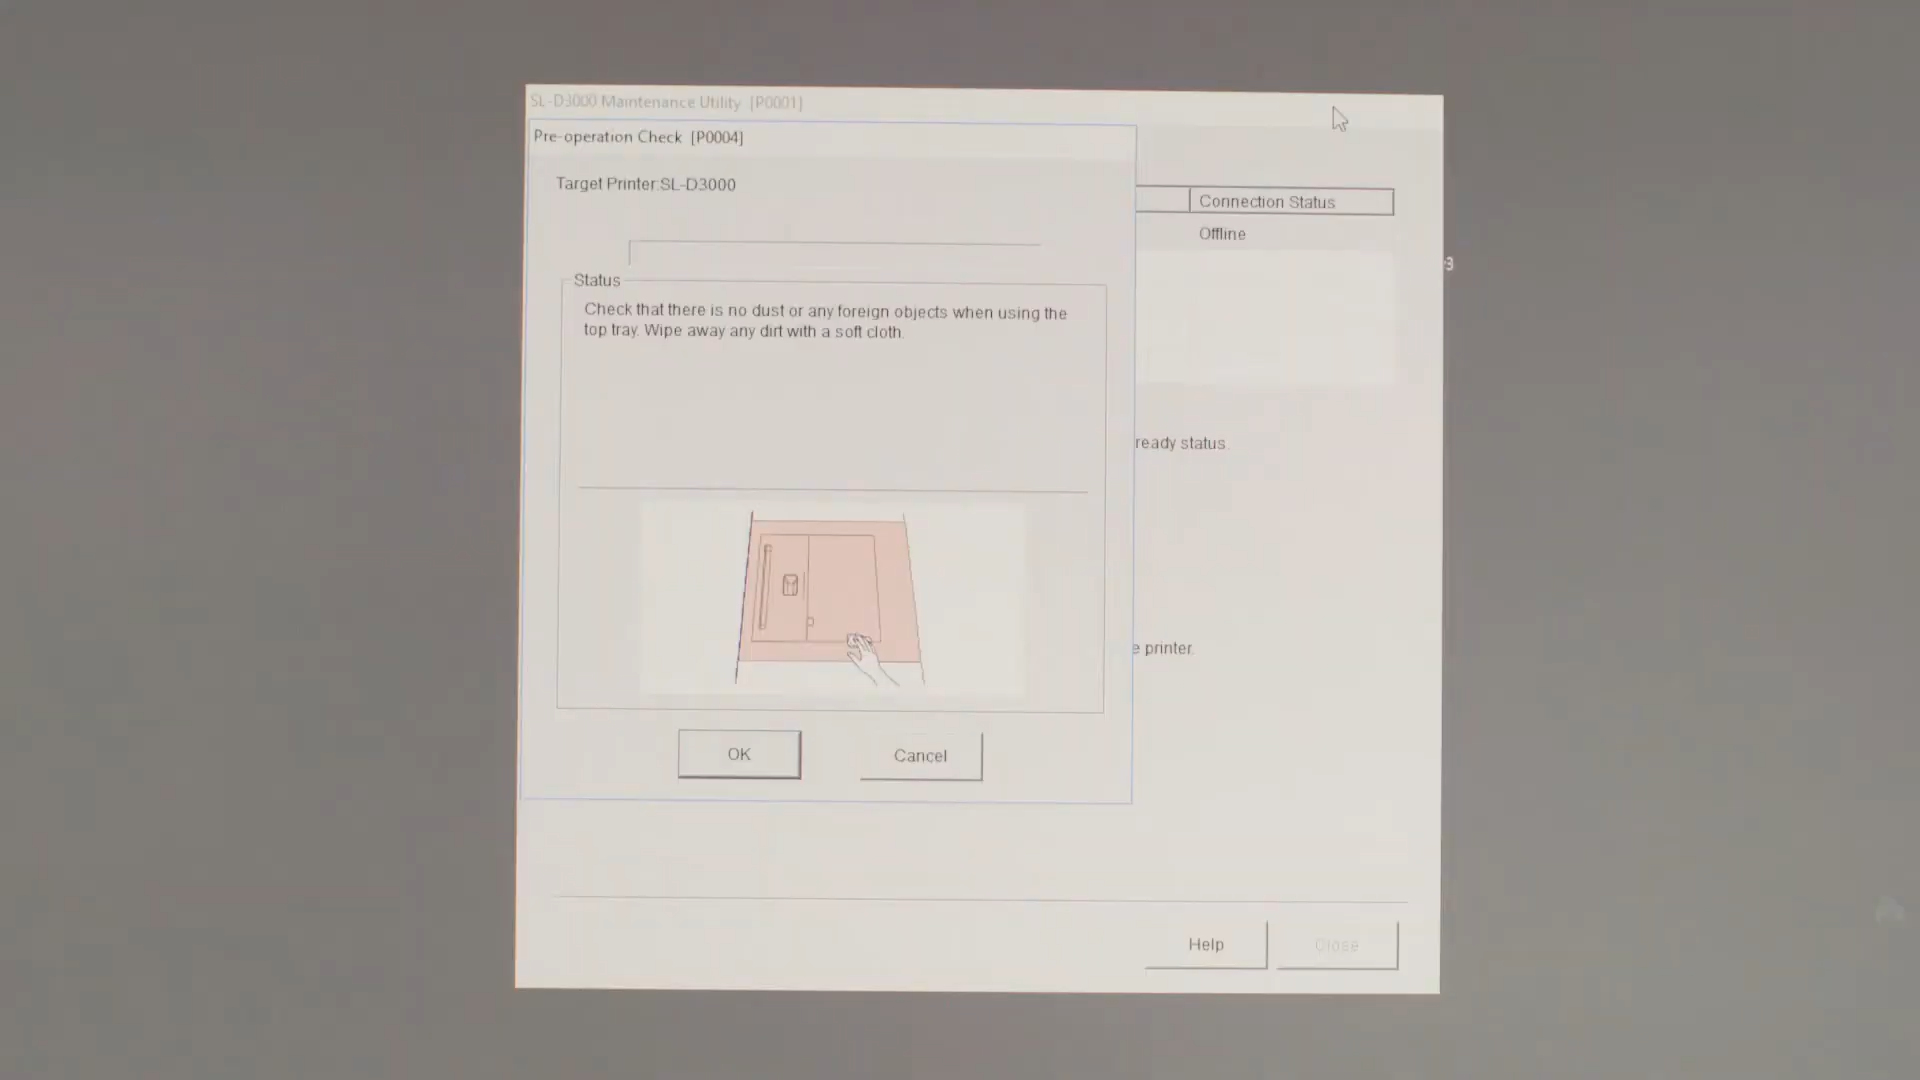 SL-D3000 Maintenance Utility [P0001]
Pre-operation Check [P0004]
Target Printer:SL-D3000
Connection Status
Offline
Status
Check that there is no dust or any foreign objects when using the
top tray. Wipe away any dirt with a soft cloth.
ready status.
e printer.
OK
Cancel
Help
Close